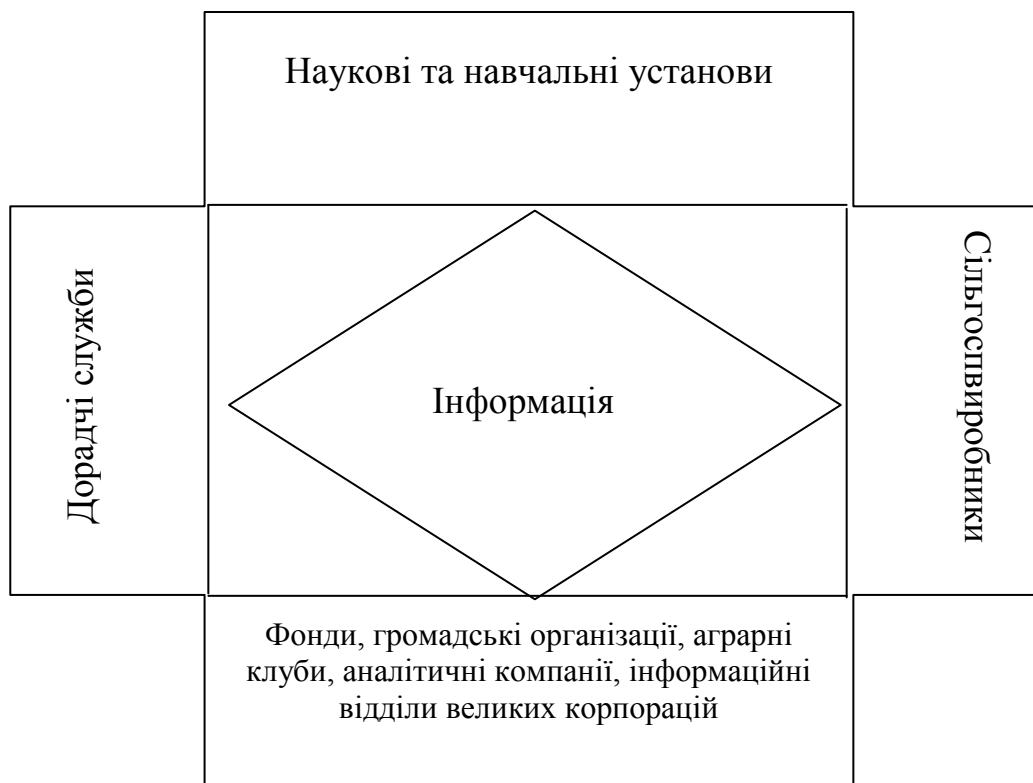 Наукові та навчальні установи
Дорадчі служби
Інформація
Сільгоспвиробники
Фонди, громадські організації, аграрні
клуби, аналітичні компанії, інформаційні
відділи великих корпорацій